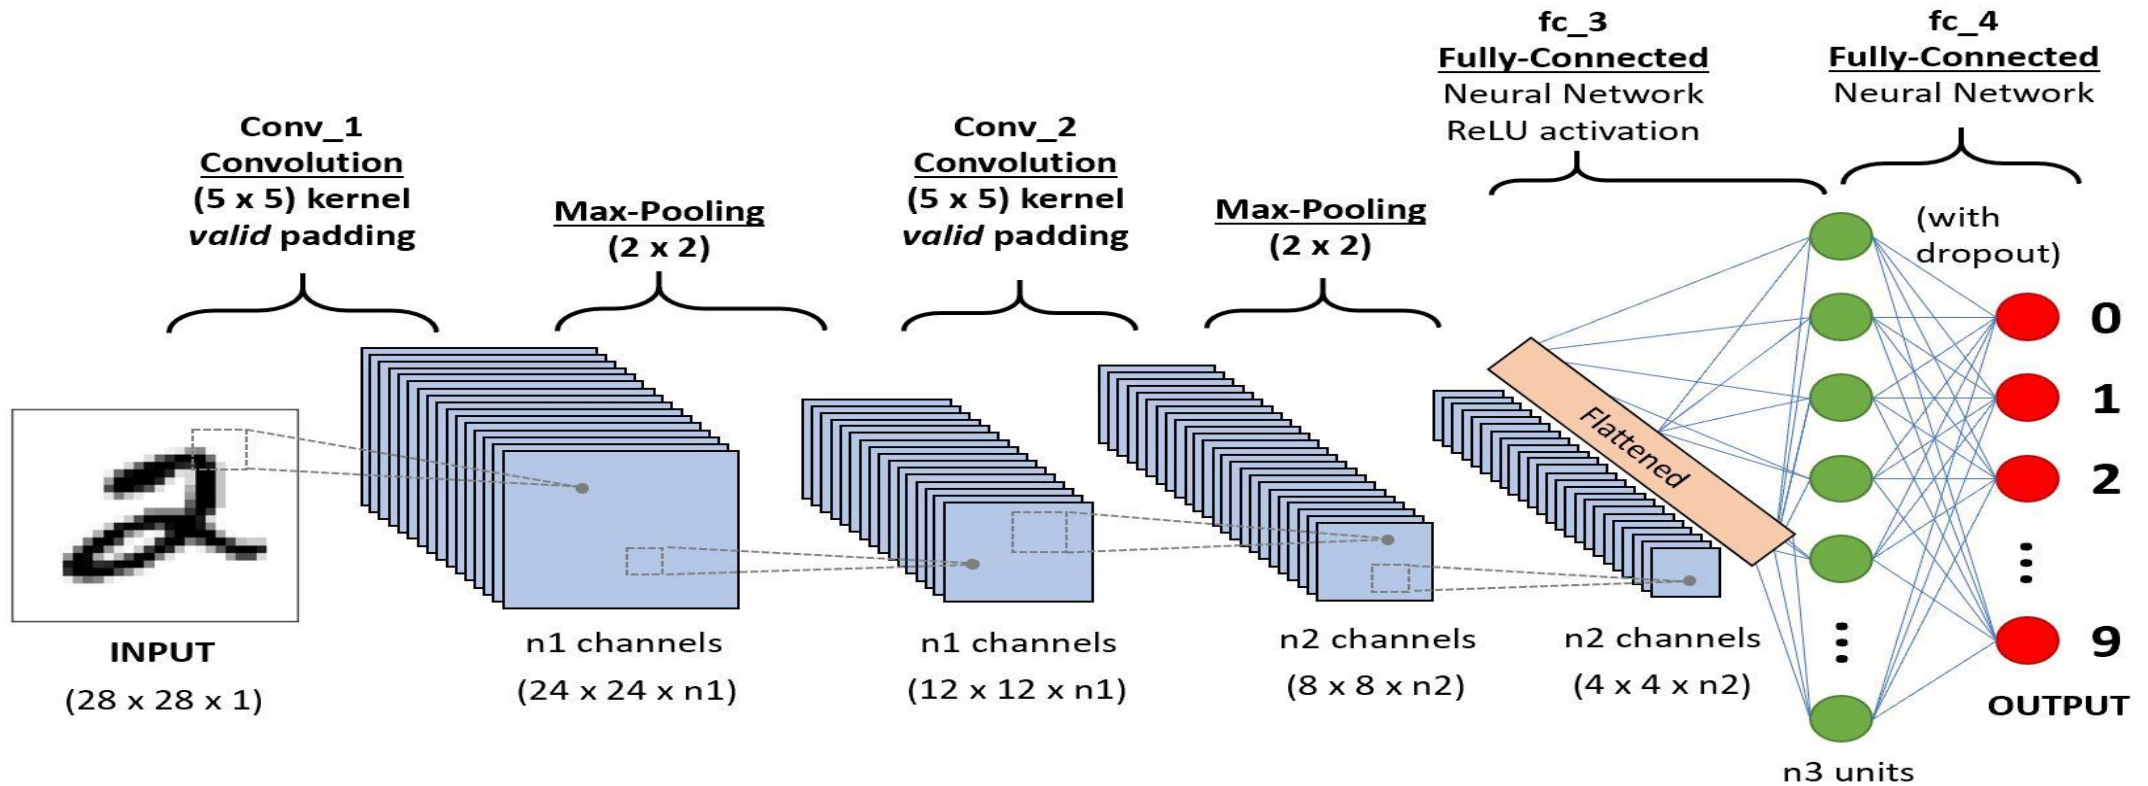 fc_3
Fully-Connected
Neural Network
ReLU activation
fc_4
Fully-Connected
Neural Network
(with
dropout)
Conv_1
Convolution
(5 x 5) kernel
valid padding
Max-Pooling
(2 x 2)
Conv_2
Convolution
(5 x 5) kernel
valid padding
Max-Pooling
(2 x 2)
Flattened
0
1
2
9
INPUT
(28 x 28 x 1)
n1 channels
(24 x 24 x n1)
n1 channels
(12 x 12 x n1)
n2 channels
(8 x 8 x n2)
n2 channels
(4 x 4 x n2)
OUTPUT
n3 units